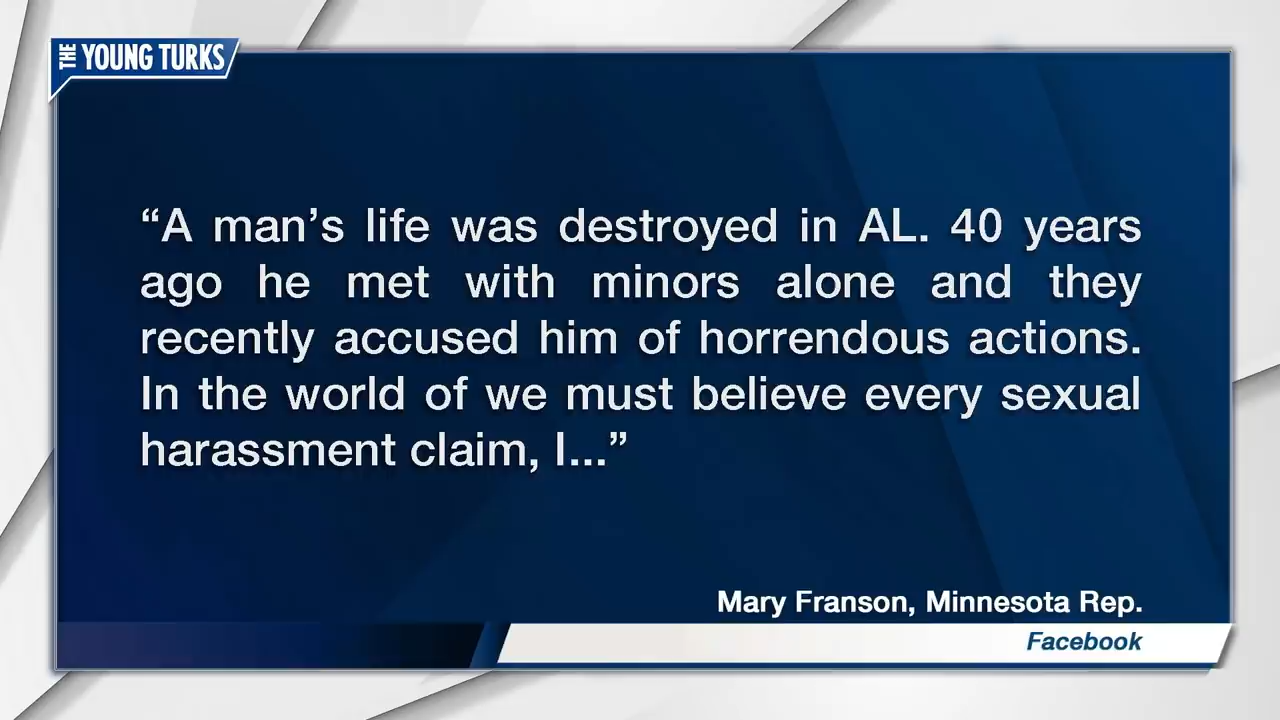 THE YOUNG TURKS
“A man’s life was destroyed in AL. 40 years
ago he met with minors alone and they
recently accused him of horrendous actions.
In the world of we must believe every sexual
harassment claim, I...”
Mary Franson, Minnesota Rep.
Facebook